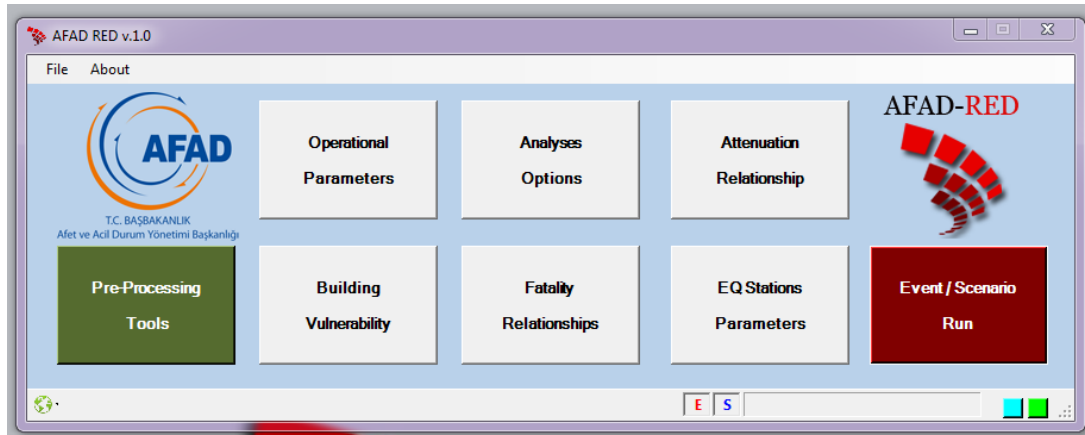 AFAD RED v.1.0
File About
AFAD
T.C. BAŞBAKANLIK
Afet ve Acil Durum Yönetimi Başkanlığı
Operational
Parameters
Analyses
Options
Attenuation
Relationship
AFAD-RED
Pre-Processing
Tools
Building
Vulnerability
Fatality
Relationships
EQ Stations
Parameters
Event / Scenario
Run
E S